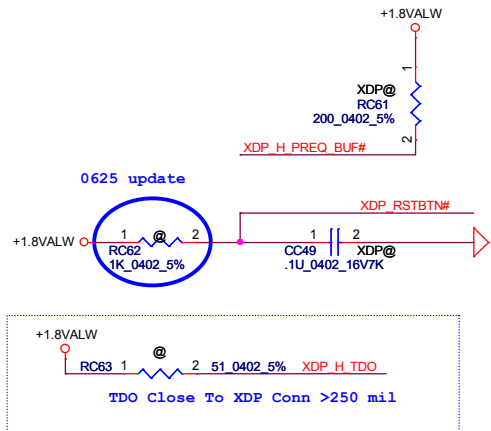 +1.8VALW
1
XDP@
RC61
200_0402_5%
2
XDP_H_PREQ_BUF#
0625 update
XDP_RSTBTN#
+1.8VALW
1 @ 2
RC62
1K_0402_5%
1 2
CC49 XDP@
.1U_0402_16V7K
+1.8VALW
@
RC63 1 2 51_0402_5% XDP_H_TDO
TDO Close To XDP Conn >250 mil